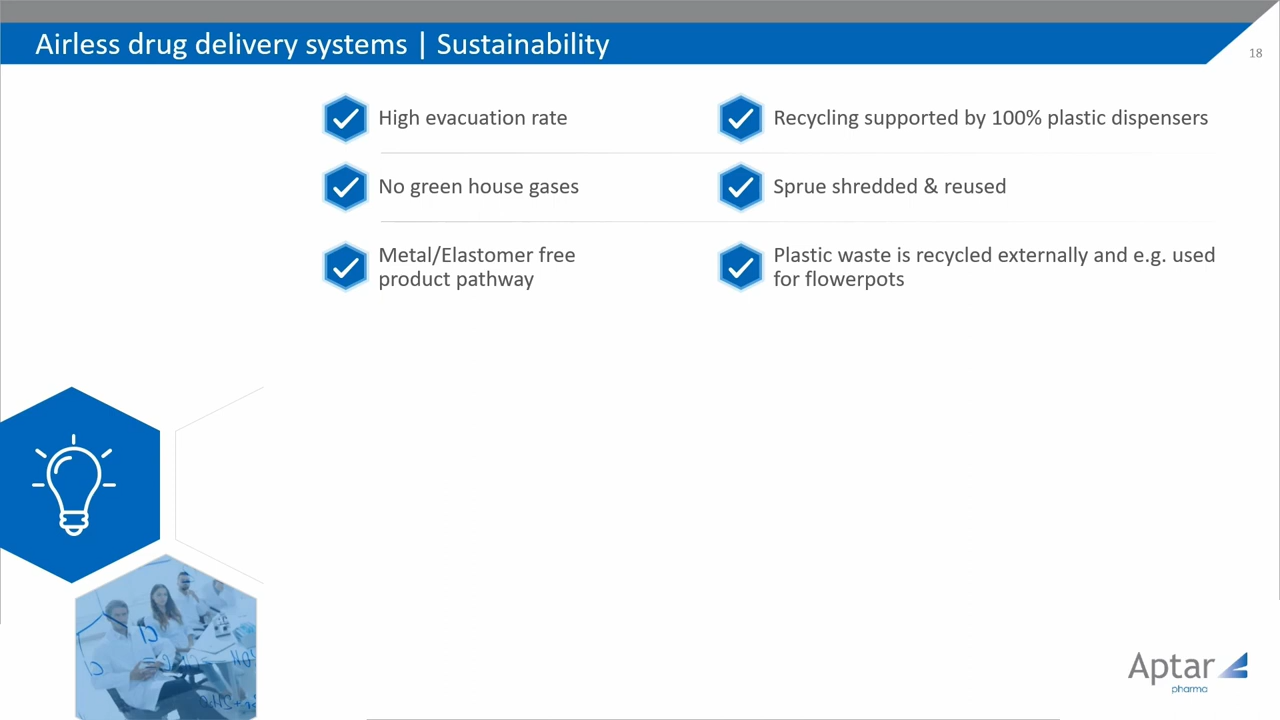 Airless drug delivery systems | Sustainability
18
High evacuation rate
Recycling supported by 100% plastic dispensers
No green house gases
Sprue shredded & reused
Metal/Elastomer free
product pathway
Plastic waste is recycled externally and e.g. used
for flowerpots
Aptar
pharma